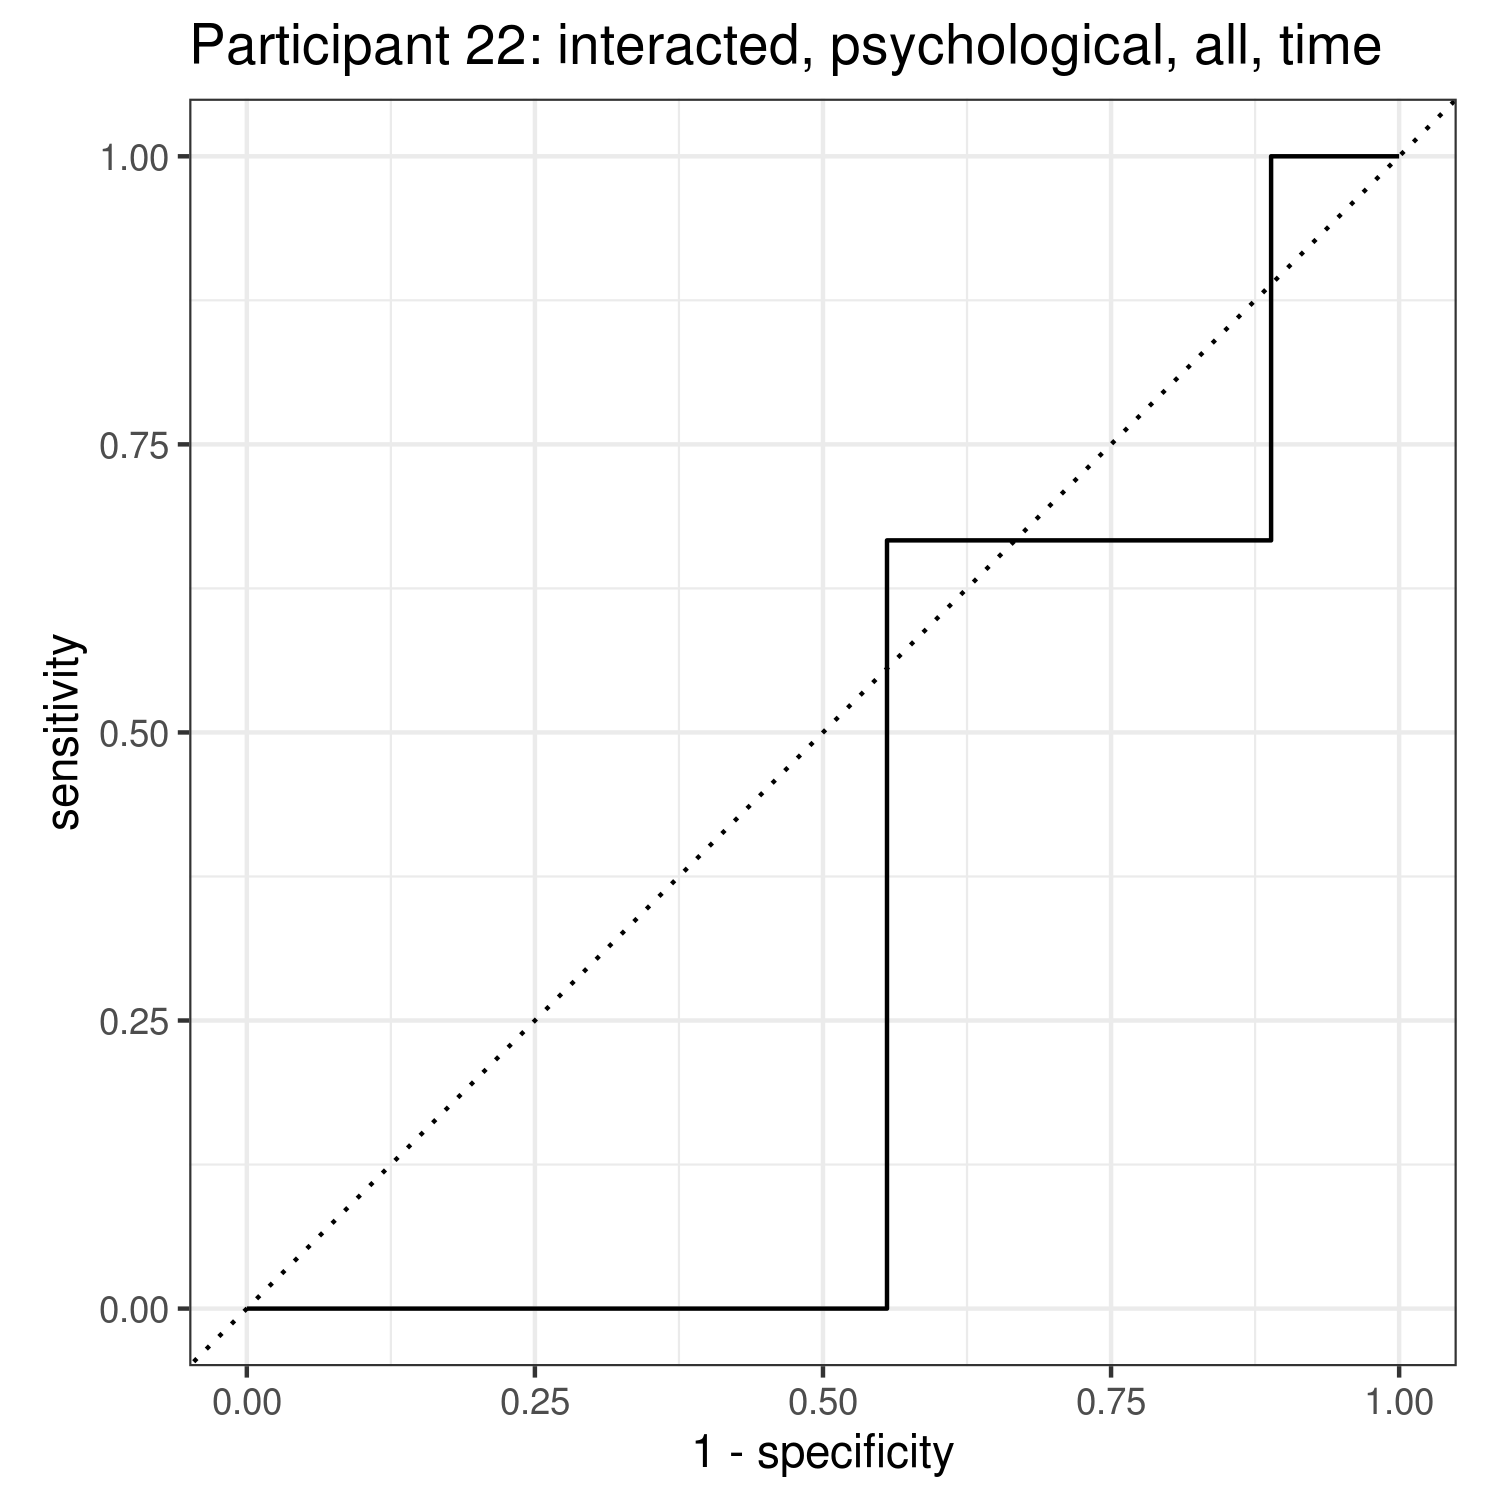 Participant 22: interacted, psychological, all, time
1.00
0.75
0.50
0.25
0.00
sensitivity
0.00 0.25 0.50 0.75 1.00
1 - specificity